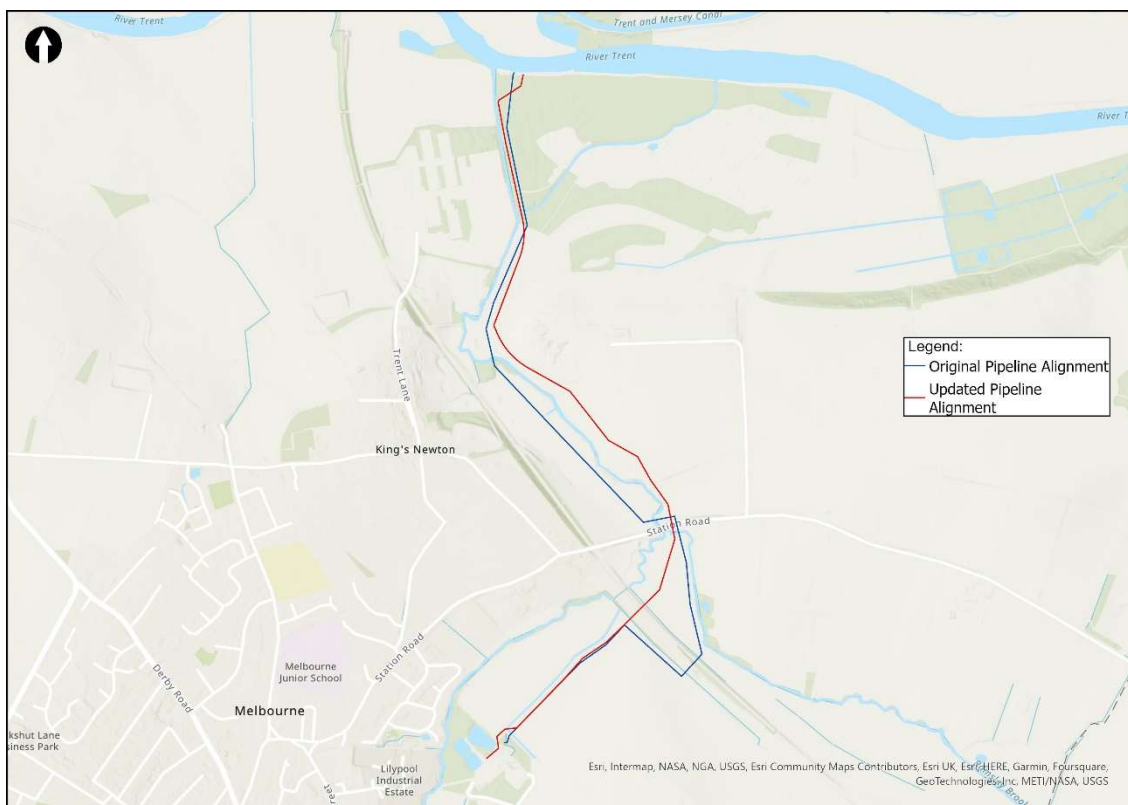 River Trent
Trent and Mersey Canal
River Trent
River T
Trent Lane
King's Newton
Legend:
Original Pipeline Alignment
Updated Pipeline
Alignment
Station Road
Station Road
Melbourne
Junior School
Derby Road
Melbourne
kshut Lane
siness Park
Lilypool
Industrial
Estate
reet
Brook
Esri, Intermap, NASA, NGA, USGS, Esri Community Maps Contributors, Esri UK, Esri, HERE, Garmin, Foursquare,
GeoTechnologies, Inc, METI/NASA, USGS